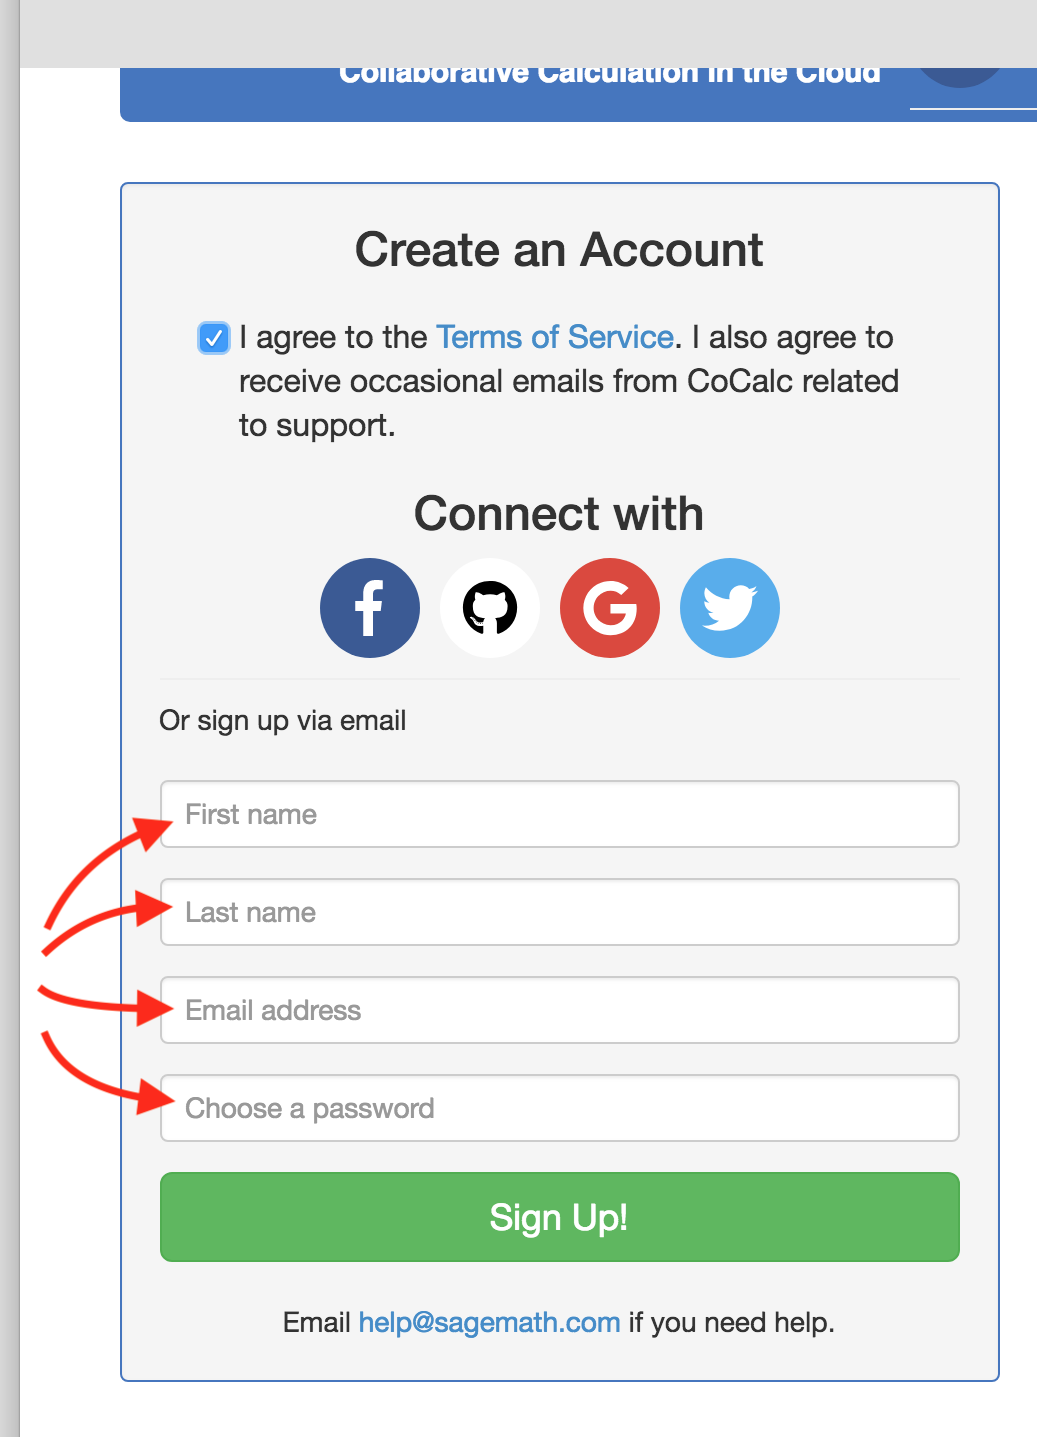 Collaborative Calculation in the Cloud
Create an Account
I agree to the Terms of Service. I also agree to
receive occasional emails from CoCalc related
to support.
Connect with
Or sign up via email
First name
Last name
Email address
Choose a password
Sign Up!
Email help@sagemath.com if you need help.